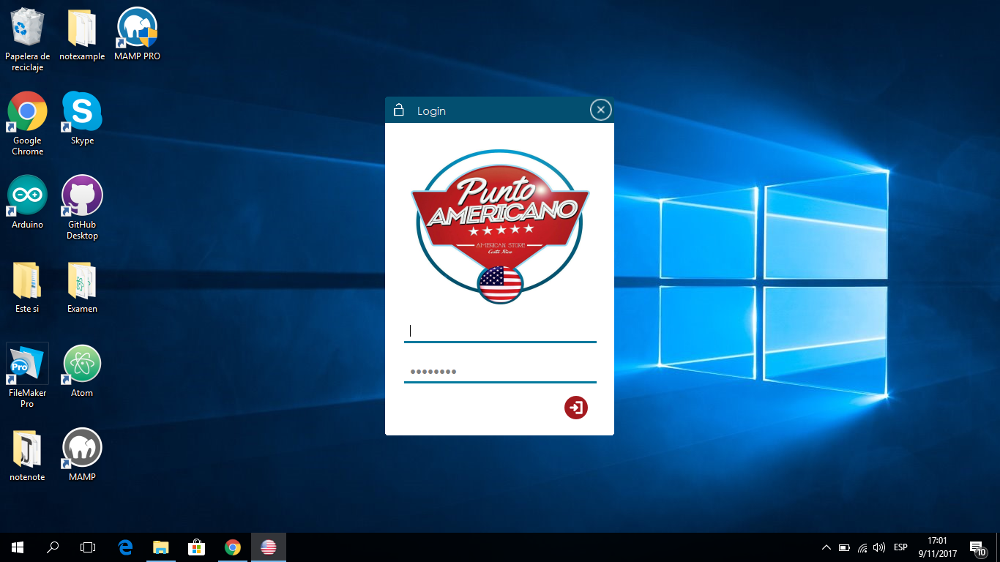 Papelera de
reciclaje
notexample
MAMP PRO
Google
Chrome
Skype
Arduino
GitHub
Desktop
Este si
Examen
Pro
FileMaker
Pro
Atom
notenote
MAMP
Login
Punto
AMERICANO
AMERICAN STORE
Costa Rica
ESP
17:01
9/11/2017
10